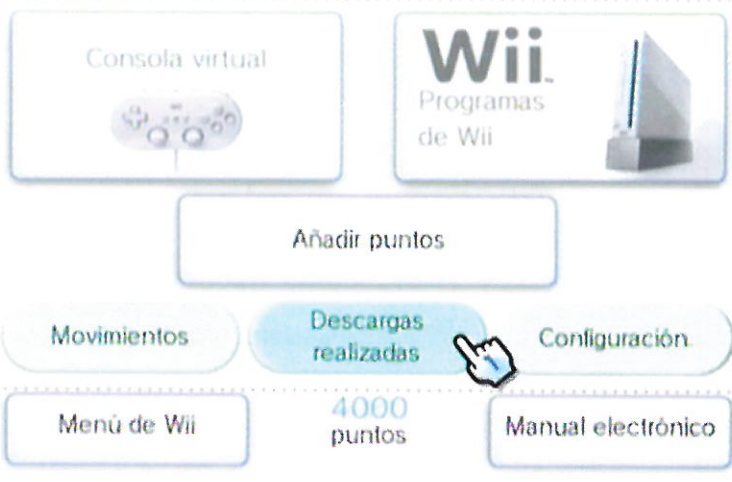 Consola virtual
Wii
Programas
de Wii
Añadir puntos
Movimientos
Descargas
realizadas
1
Configuración
Menú de Wii
4000
puntos
Manual electrónico